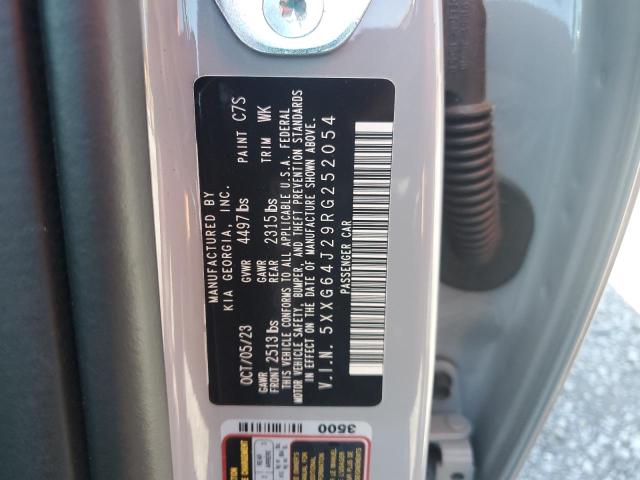 MANUFACTURED BY
KIA GEORGIA, INC.
OCT/05/23 GVWR 4497lbs PAINT C7S
GAWR GAWR TRIM WK
FRONT 2513lbs REAR 2315lbs
THIS VEHICLE CONFORMS TO ALL APPLICABLE U.S.A. FEDERAL
MOTOR VEHICLE SAFETY, BUMPER, AND THEFT PREVENTION STANDARDS
IN EFFECT ON THE DATE OF MANUFACTURE SHOWN ABOVE.
V.I.N. 5XXG64J29RG252054
PASSENGER CAR
3500